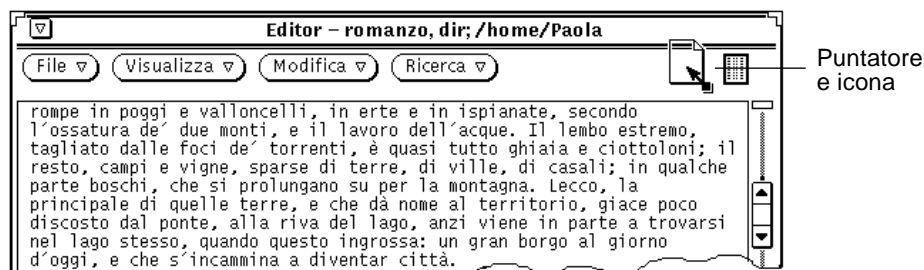 Editor – romanzo, dir; /home/Paola
File Visualizza Modifica Ricerca
Puntatore
e icona
rompe in poggi e valloncelli, in erte e in ispianate, secondo
l´ossatura de´ due monti, e il lavoro dell´acque. Il lembo estremo,
tagliato dalle foci de´ torrenti, è quasi tutto ghiaia e ciottoloni; il
resto, campi e vigne, sparse di terre, di ville, di casali; in qualche
parte boschi, che si prolungano su per la montagna. Lecco, la
principale di quelle terre, e che dà nome al territorio, giace poco
discosto dal ponte, alla riva del lago, anzi viene in parte a trovarsi
nel lago stesso, quando questo ingrossa: un gran borgo al giorno
d´oggi, e che s´incammina a diventar città.